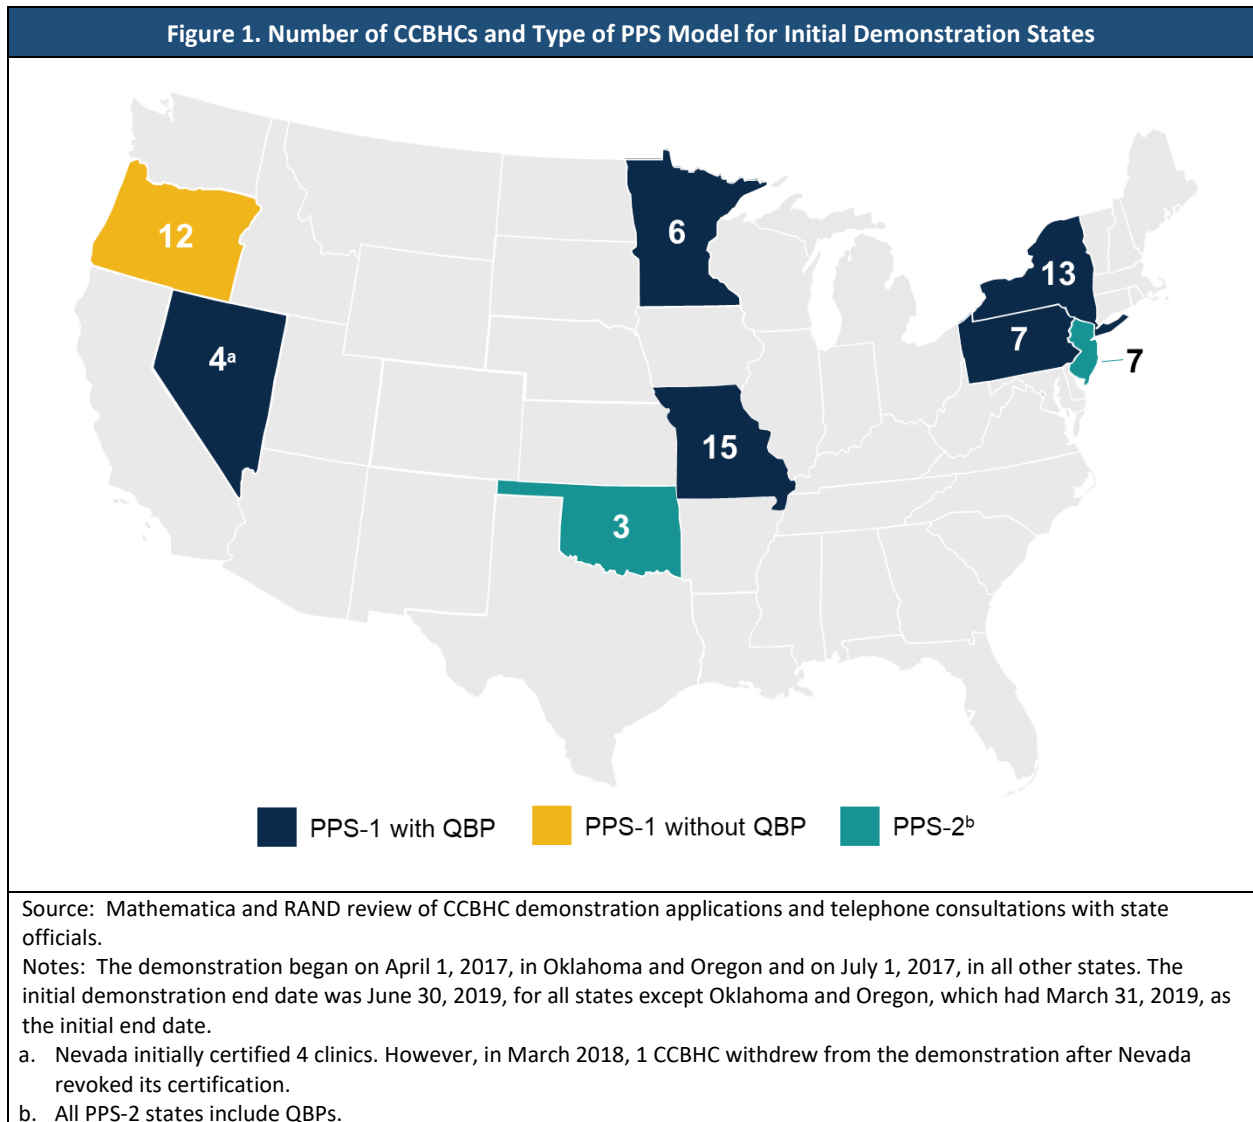 Figure 1. Number of CCBHCs and Type of PPS Model for Initial Demonstration States
12
6
13
4a
7
7
15
3
PPS-1 with QBP
PPS-1 without QBP
PPS-2b
Source: Mathematica and RAND review of CCBHC demonstration applications and telephone consultations with state
officials.
Notes: The demonstration began on April 1, 2017, in Oklahoma and Oregon and on July 1, 2017, in all other states. The
initial demonstration end date was June 30, 2019, for all states except Oklahoma and Oregon, which had March 31, 2019, as
the initial end date.
a. Nevada initially certified 4 clinics. However, in March 2018, 1 CCBHC withdrew from the demonstration after Nevada
revoked its certification.
b. All PPS-2 states include QBPs.